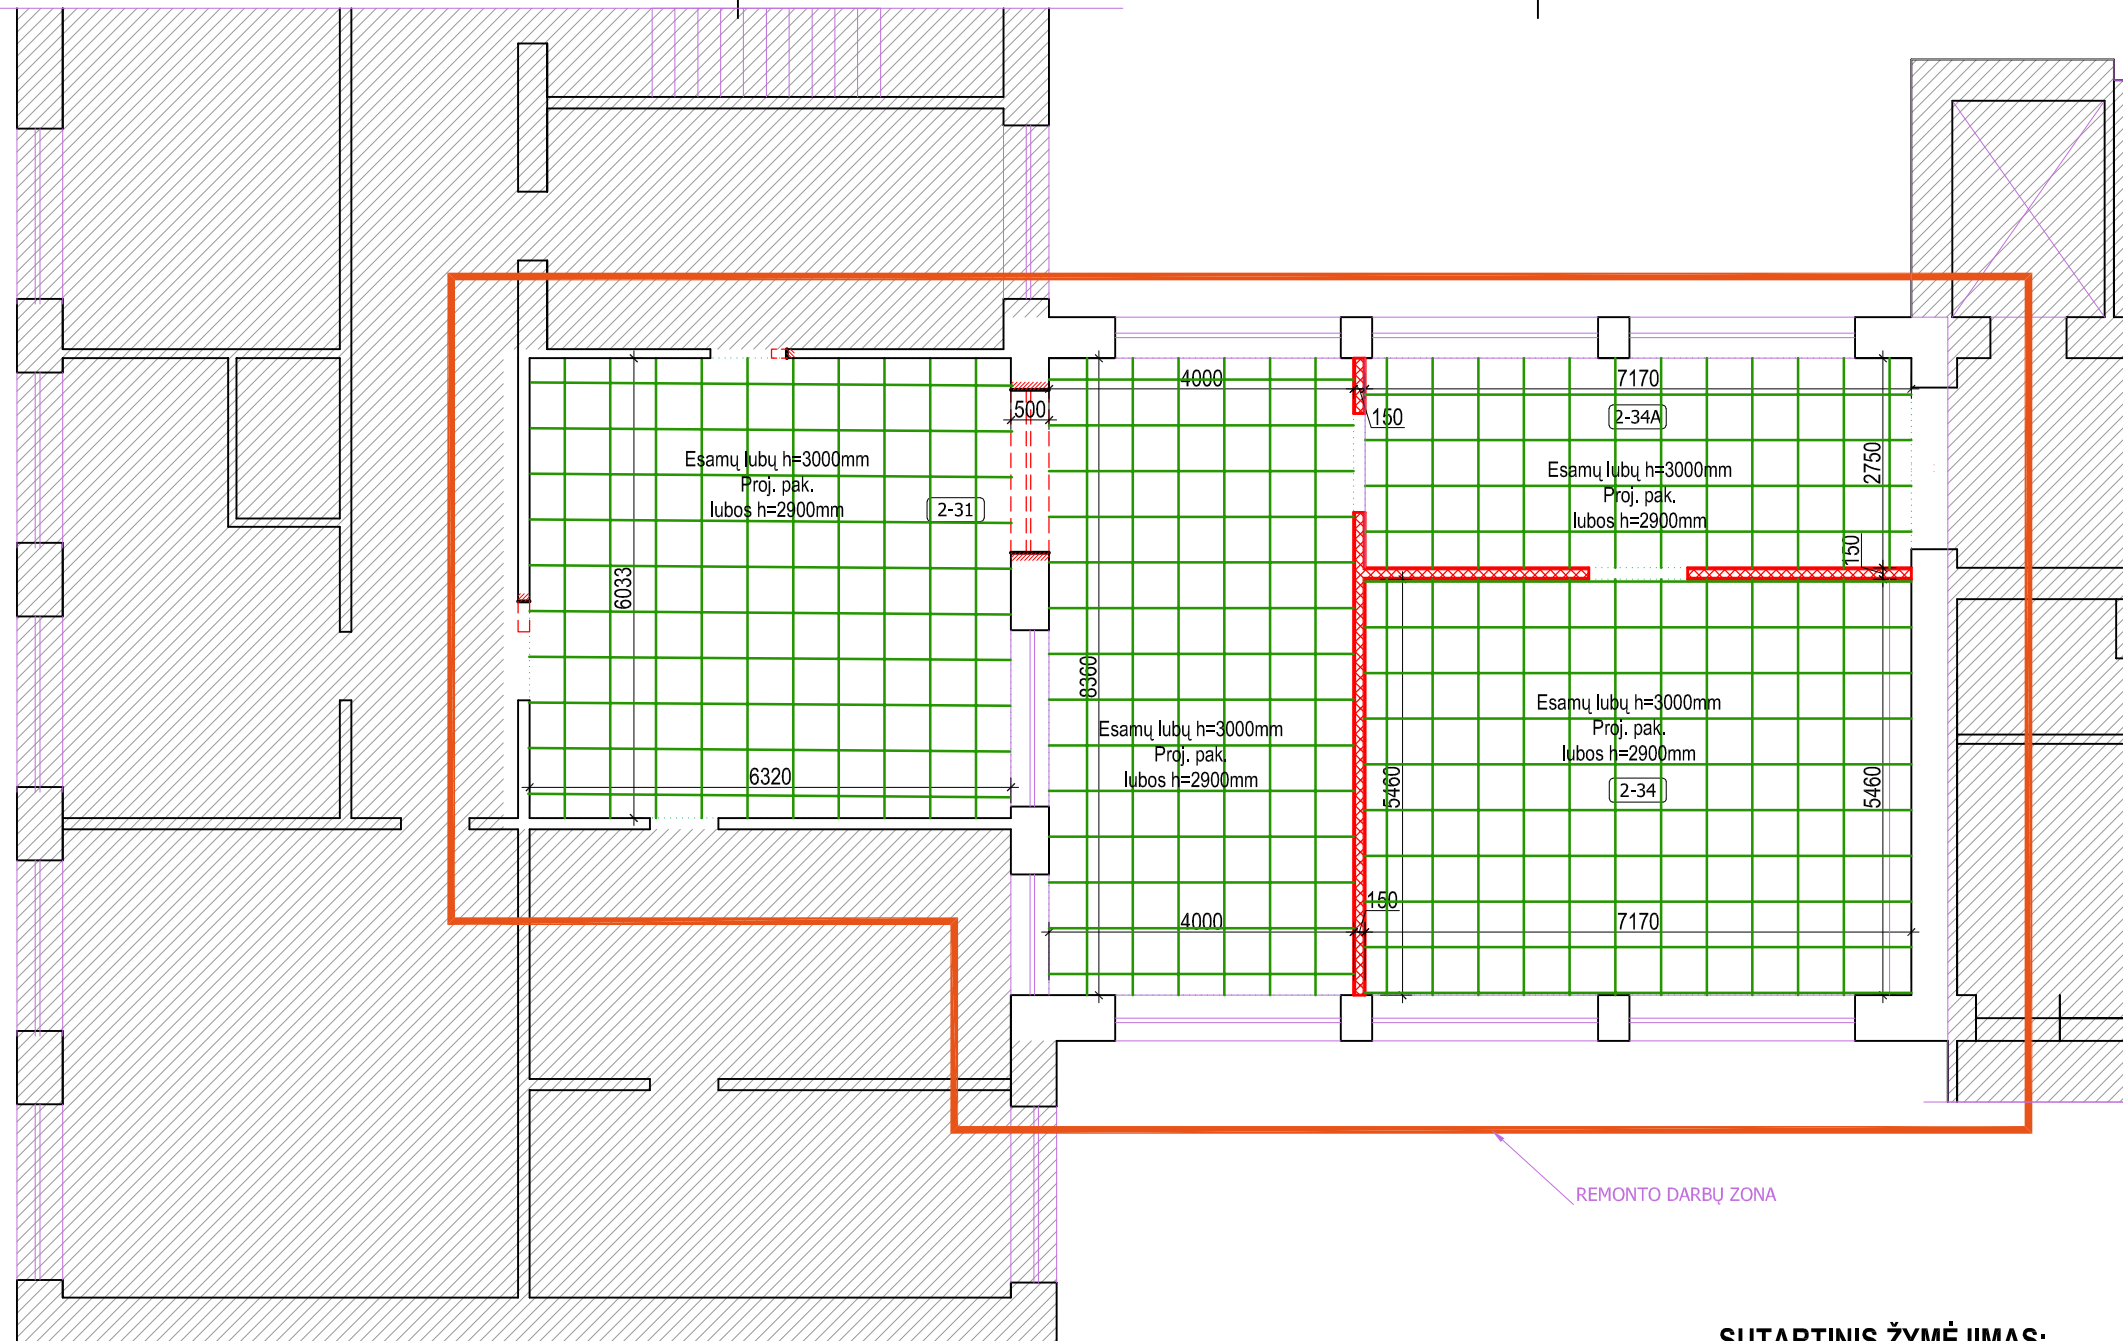 4000
7170
500
150
2-34A
2750
Esamų lubų h=3000mm
Proj. pak.
lubos h=2900mm
2-31
Esamų lubų h=3000mm
Proj. pak.
lubos h=2900mm
150
6033
8360
Esamų lubų h=3000mm
Proj. pak.
lubos h=2900mm
Esamų lubų h=3000mm
Proj. pak.
lubos h=2900mm
2-34
6320
5460
5460
150
4000
7170
REMONTO DARBŲ ZONA
SUTARTINIS ŽYMĖJIMAS: